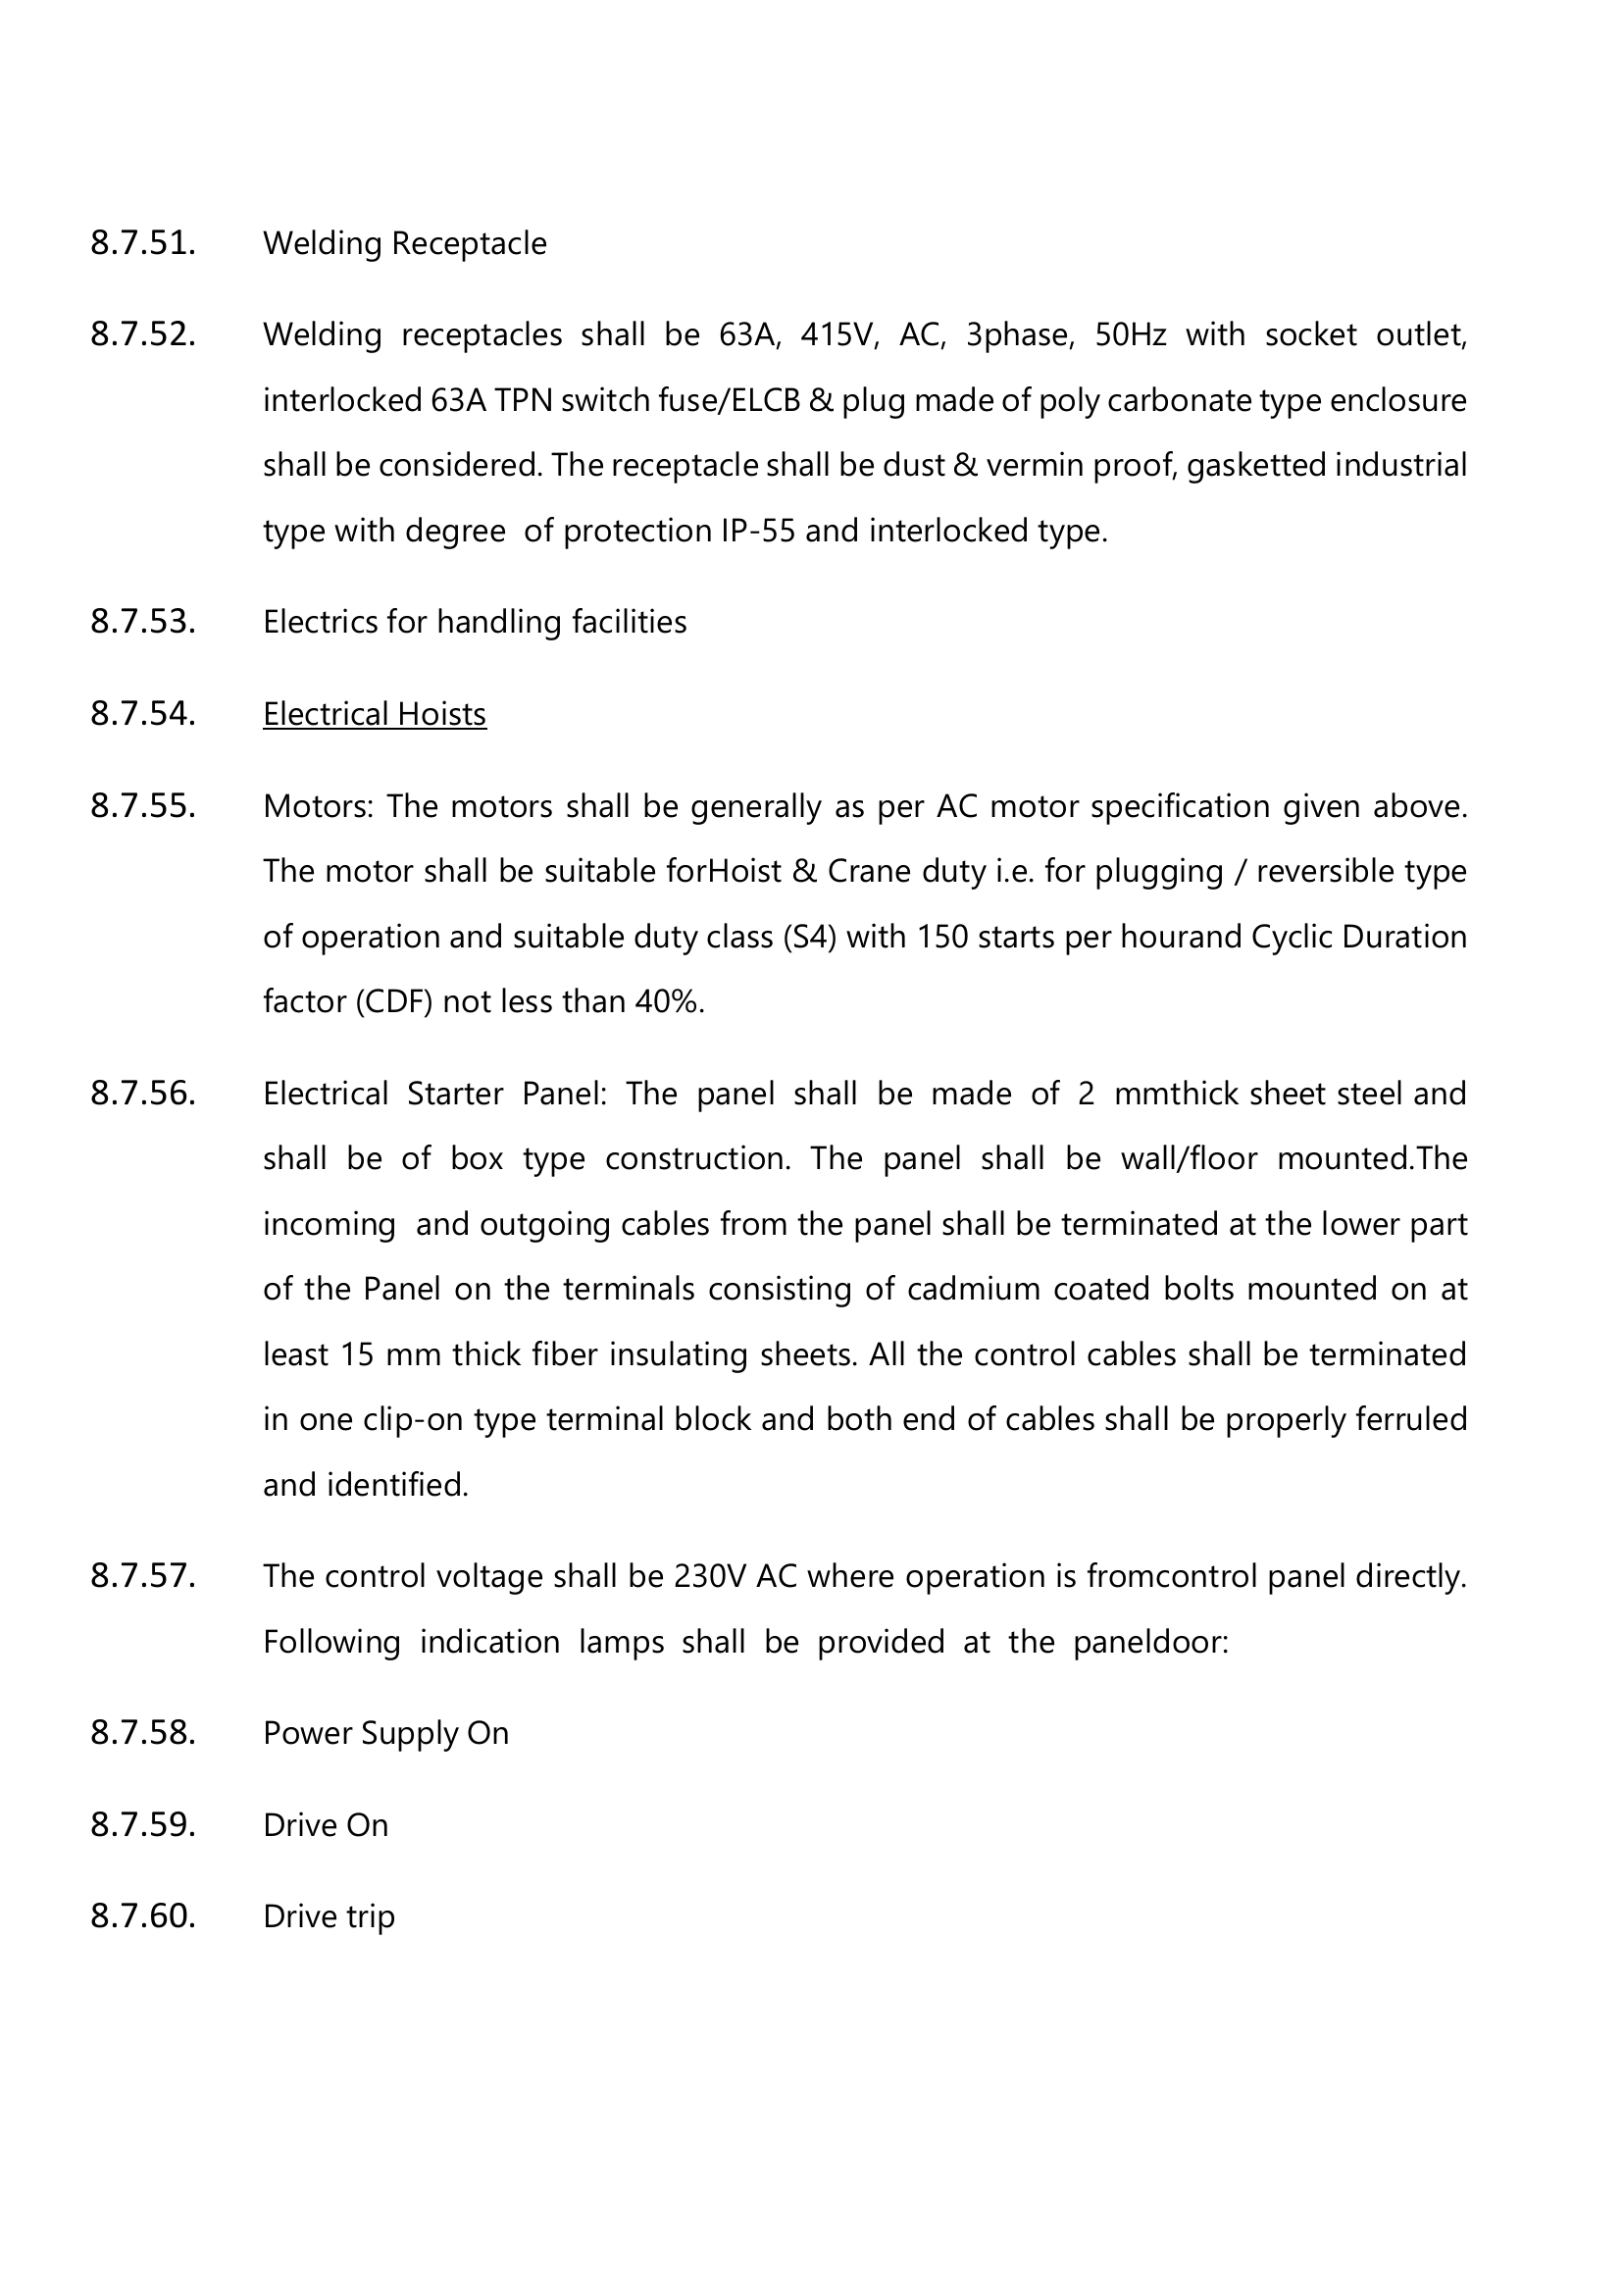 8.7.51. Welding Receptacle
8.7.52. Welding receptacles shall be 63A, 415V, AC, 3phase, 50Hz with socket outlet,
interlocked 63A TPN switch fuse/ELCB & plug made of poly carbonate type enclosure
shall be considered. The receptacle shall be dust & vermin proof, gasketted industrial
type with degree of protection IP-55 and interlocked type.
8.7.53. Electrics for handling facilities
8.7.54. Electrical Hoists
8.7.55. Motors: The motors shall be generally as per AC motor specification given above.
The motor shall be suitable forHoist & Crane duty i.e. for plugging / reversible type
of operation and suitable duty class (S4) with 150 starts per hourand Cyclic Duration
factor (CDF) not less than 40%.
8.7.56. Electrical Starter Panel: The panel shall be made of 2 mmthick sheet steel and
shall be of box type construction. The panel shall be wall/floor mounted.The
incoming and outgoing cables from the panel shall be terminated at the lower part
of the Panel on the terminals consisting of cadmium coated bolts mounted on at
least 15 mm thick fiber insulating sheets. All the control cables shall be terminated
in one clip-on type terminal block and both end of cables shall be properly ferruled
and identified.
8.7.57. The control voltage shall be 230V AC where operation is fromcontrol panel directly.
Following indication lamps shall be provided at the paneldoor:
8.7.58. Power Supply On
8.7.59. Drive On
8.7.60. Drive trip